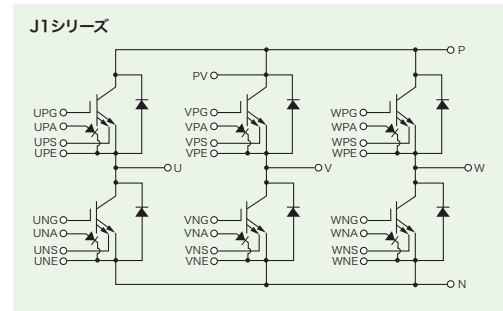 J1シリーズ
P
PV
UPG VPG WPG
UPA VPA WPA
UPS VPS WPS
UPE VPE WPE
U V W
UNG VNG WNG
UNA VNA WNA
UNS VNS WNS
UNE VNE WNE
N